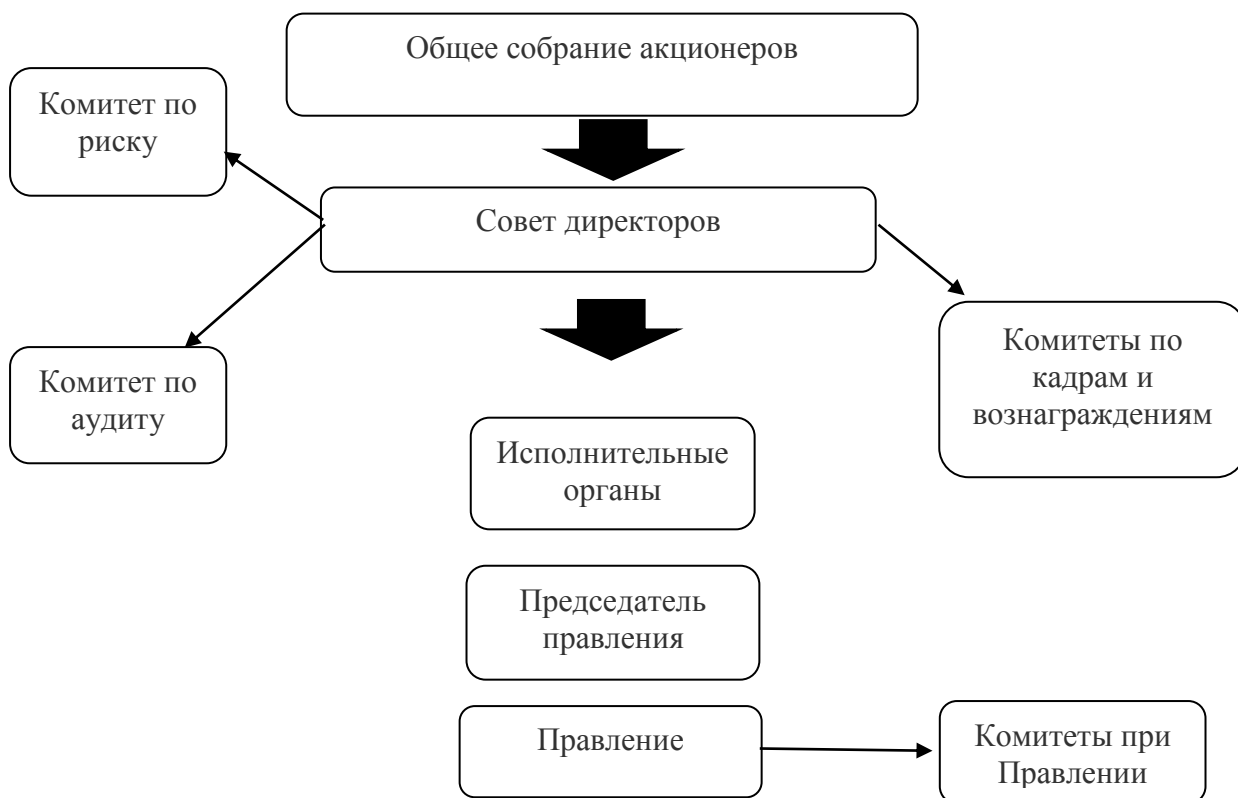 Общее собрание акционеров
Комитет по
риску
Совет директоров
Комитет по
аудиту
Комитеты по
кадрам и
вознаграждениям
Исполнительные
органы
Председатель
правления
Правление
Комитеты при
Правлении